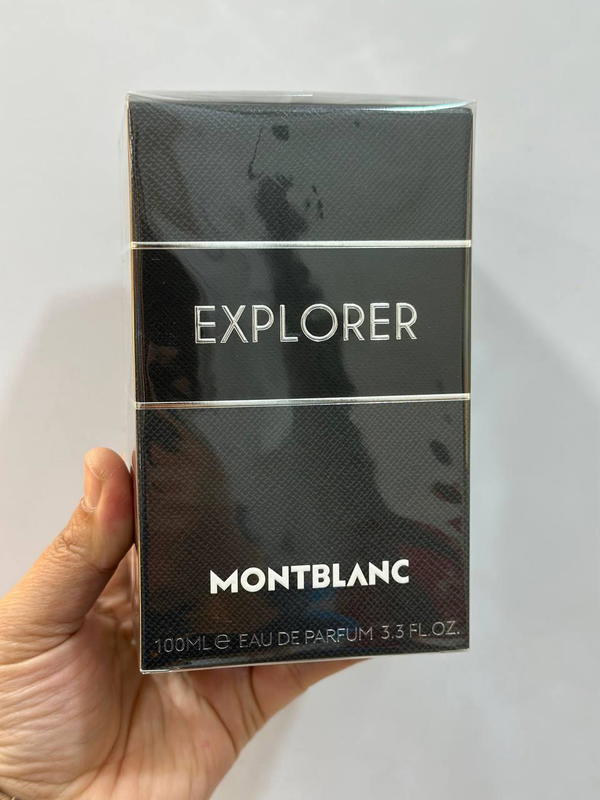 EXPLORER
MONTBLANC
100ML ℮ EAU DE PARFUM 3.3 FL.OZ.